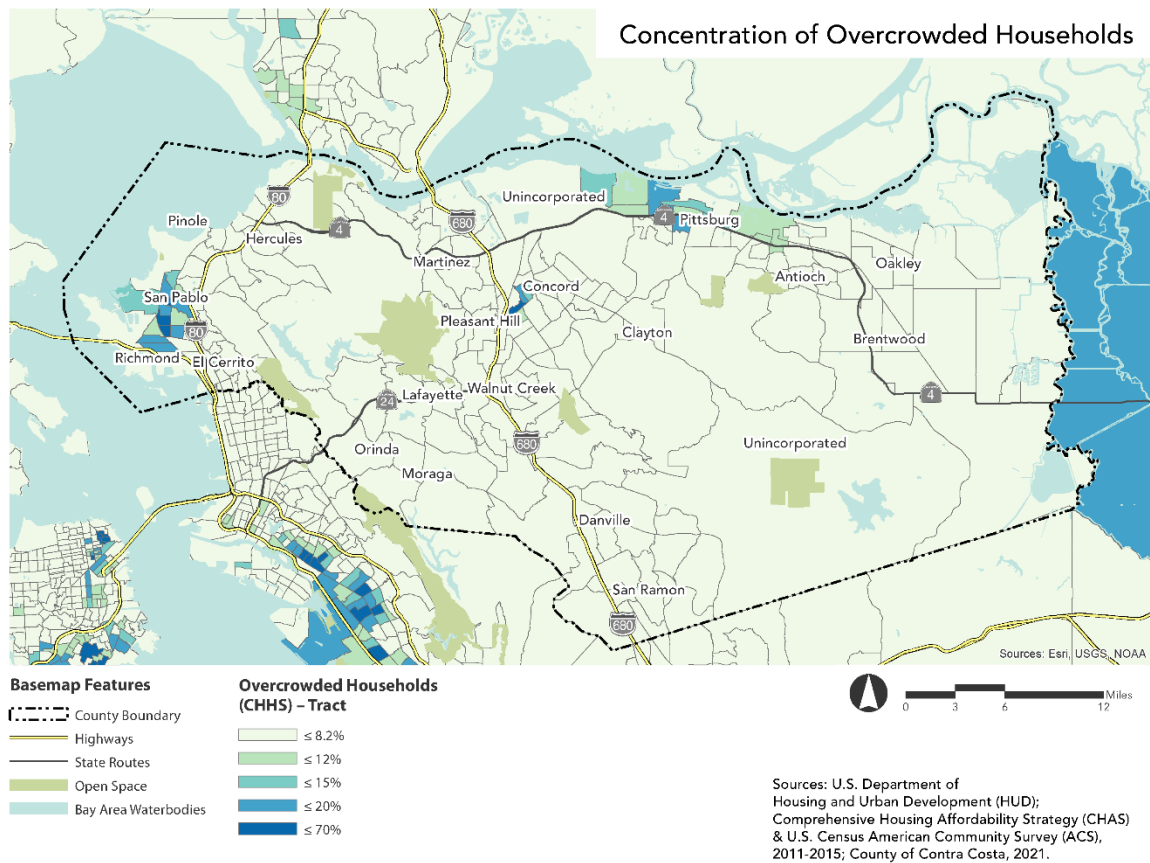 Concentration of Overcrowded Households
80
Unincorporated
Pinole
4
Pittsburg
680
Hercules
4
Martinez
Oakley
Antioch
San Pablo
Concord
80
Pleasant Hill
Clayton
Brentwood
Richmond
El Cerrito
Walnut Creek
Lafayette
24
4
680
Unincorporated
Orinda
Moraga
Danville
San Ramon
680
Sources: Esri, USGS, NOAA
Basemap Features
County Boundary
Highways
State Routes
Open Space
Bay Area Waterbodies
Overcrowded Households
(CHHS) – Tract
≤ 8.2%
≤ 12%
≤ 15%
≤ 20%
≤ 70%
Miles
0 3 6 12
Sources: U.S. Department of
Housing and Urban Development (HUD);
Comprehensive Housing Affordability Strategy (CHAS)
& U.S. Census American Community Survey (ACS),
2011-2015; County of Contra Costa, 2021.